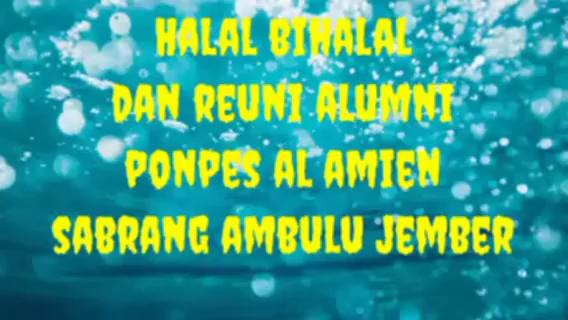 HALAL BIHALAL
DAN REUNI ALUMNI
PONPES AL AMIEN
SABRANG AMBULU JEMBER